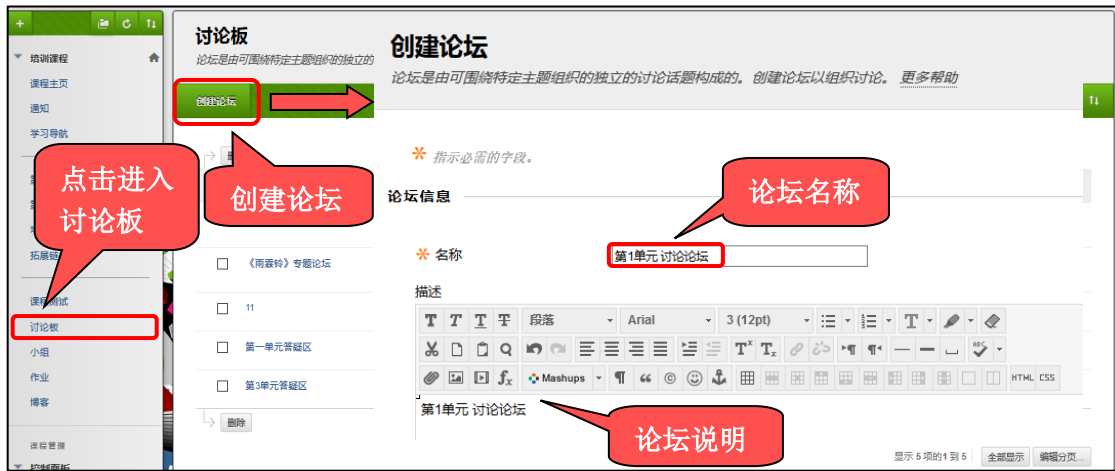 培训课程
课程主页
通知
学习导航
点击进入
讨论板
拓展链
课程测试
讨论板
小组
作业
博客
课程管理
控制面板
讨论板
论坛是由可围绕特定主题组织的独立的
创建论坛
创建论坛
《雨霖铃》专题论坛
11
第一单元答疑区
第3单元答疑区
删除
创建论坛
论坛是由可围绕特定主题组织的独立的讨论话题构成的。创建论坛以组织讨论。 更多帮助
指示必需的字段。
论坛信息
论坛名称
名称
第1单元 讨论论坛
描述
T T T T 段落 Arial 3 (12pt) T
Tx Tx ABC
fx Mashups ¶ “ © HTML CSS
第1单元 讨论论坛
论坛说明
显示 5 项的1 到 5 全部显示 编辑分页...